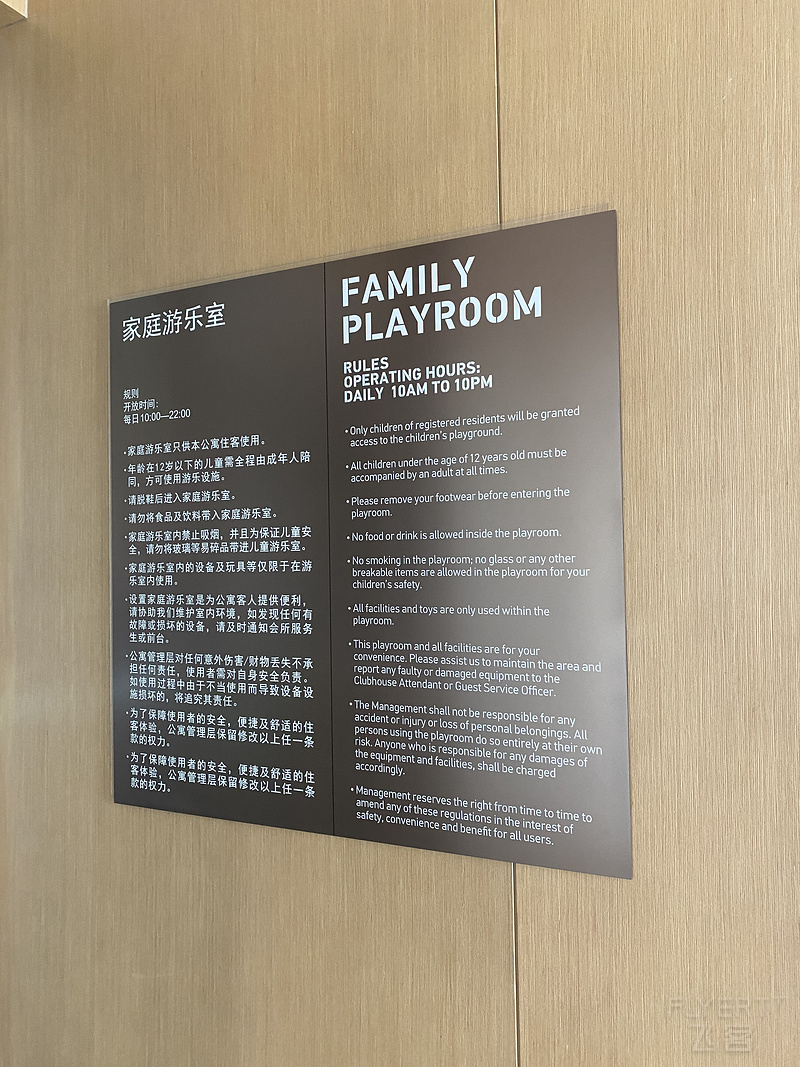 家庭游乐室
规则
开放时间:
每日10:00—22:00
·家庭游乐室只供本公寓住客使用。
·年龄在12岁以下的儿童需全程由成年人陪
同，方可使用游乐设施。
·请脱鞋后进入家庭游乐室。
·请勿将食品及饮料带入家庭游乐室。
·家庭游乐室内禁止吸烟，并且为保证儿童安
全，请勿将玻璃等易碎品带进儿童游乐室。
·家庭游乐室内的设备及玩具等仅限于在游
乐室内使用。
·设置家庭游乐室是为公寓客人提供便利，
请协助我们维护室内环境，如发现任何有
故障或损坏的设备，请及时通知会所服务
生或前台。
·公寓管理层对任何意外伤害/财物丢失不承
担任何责任，使用者需对自身安全负责。
如使用过程中由于不当使用而导致设备设
施损坏的，将追究其责任。
·为了保障使用者的安全，便捷及舒适的住
客体验，公寓管理层保留修改以上任一条
款的权力。
·为了保障使用者的安全，便捷及舒适的住
客体验，公寓管理层保留修改以上任一条
款的权力。
FAMILY
PLAYROOM
RULES
OPERATING HOURS:
DAILY 10AM TO 10PM
•Only children of registered residents will be granted
access to the children's playground.
•All children under the age of 12 years old must be
accompanied by an adult at all times.
•Please remove your footwear before entering the
playroom.
•No food or drink is allowed inside the playroom.
•No smoking in the playroom; no glass or any other
breakable items are allowed in the playroom for your
children's safety.
•All facilities and toys are only used within the
playroom.
•This playroom and all facilities are for your
convenience. Please assist us to maintain the area and
report any faulty or damaged equipment to the
Clubhouse Attendant or Guest Service Officer.
•The Management shall not be responsible for any
accident or injury or loss of personal belongings. All
persons using the playroom do so entirely at their own
risk. Anyone who is responsible for any damages of
the equipment and facilities, shall be charged
accordingly.
•Management reserves the right from time to time to
amend any of these regulations in the interest of
safety, convenience and benefit for all users.
飞客